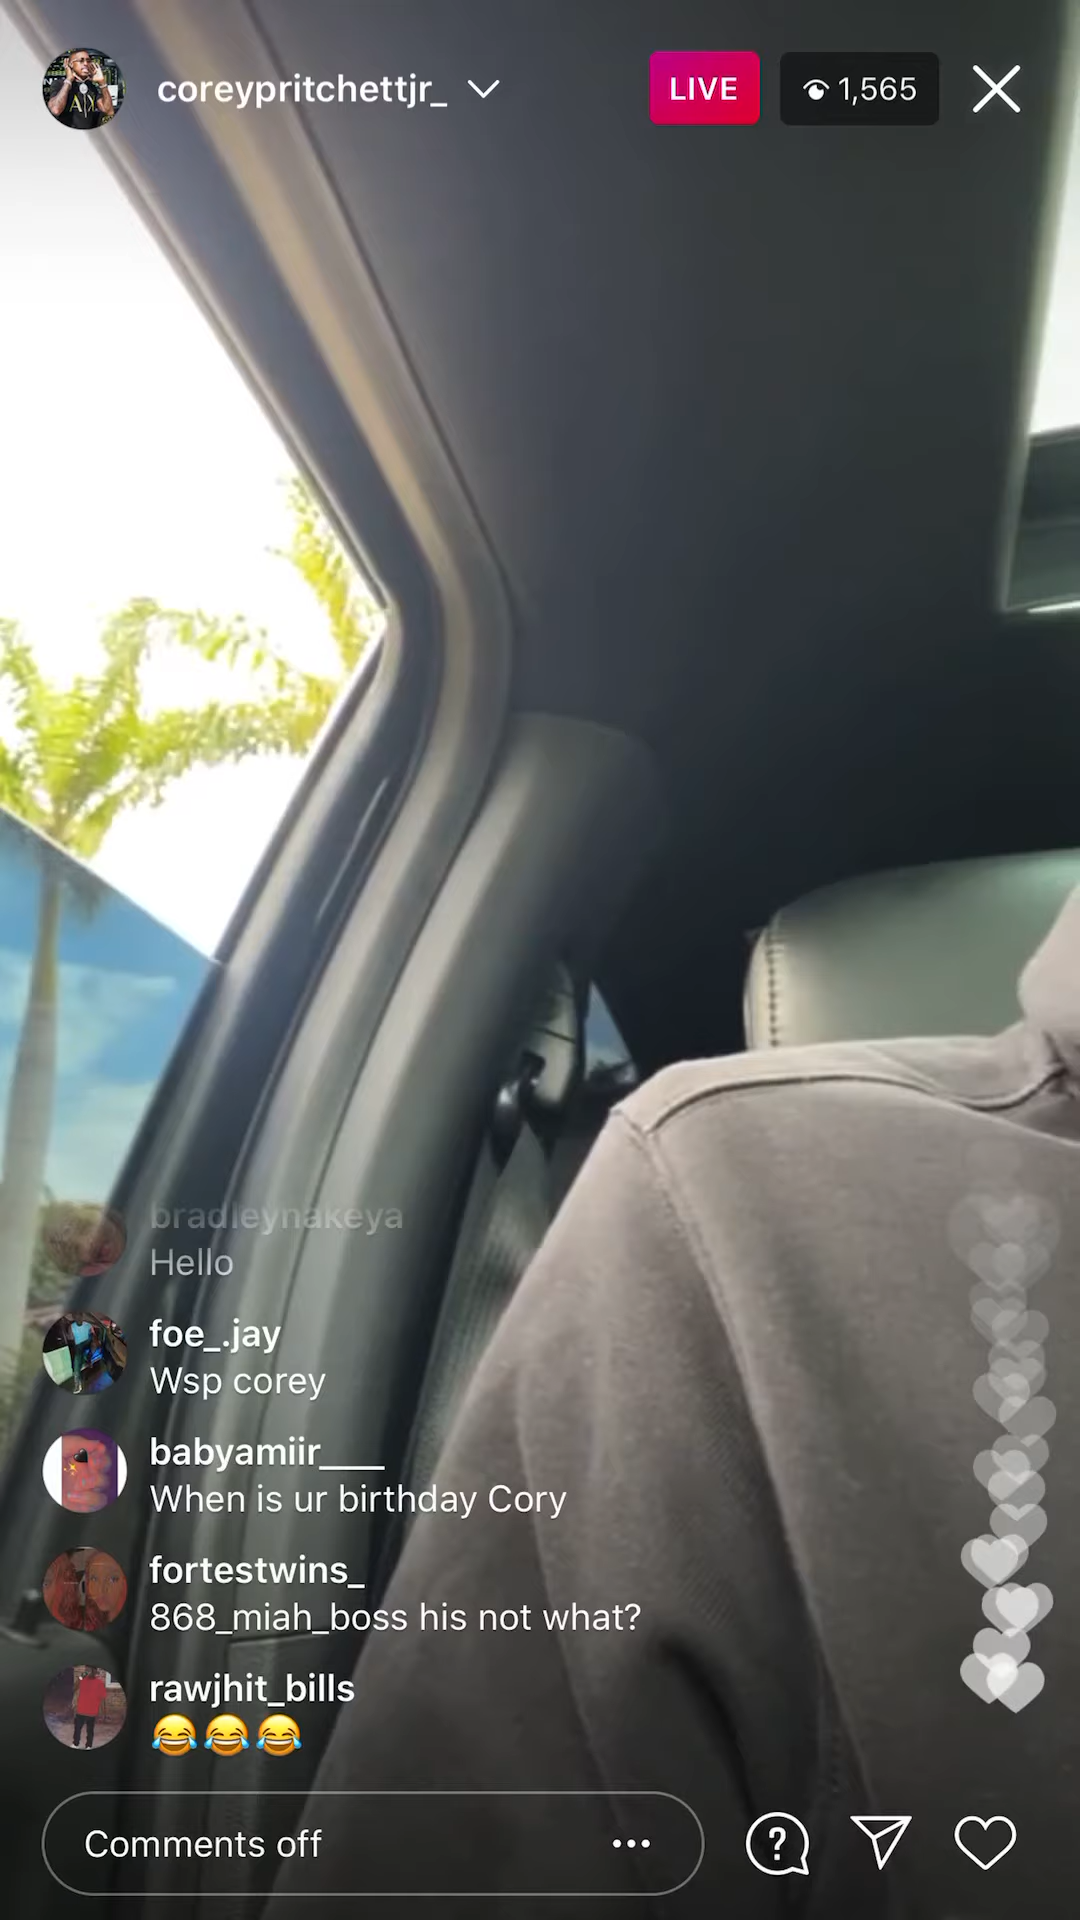 coreypritchettjr_
LIVE
1,565
bradleynakeya
Hello
foe_.jay
Wsp corey
babyamiir____
When is ur birthday Cory
fortestwins_
868_miah_boss his not what?
rawjhit_bills
😂😂😂
Comments off